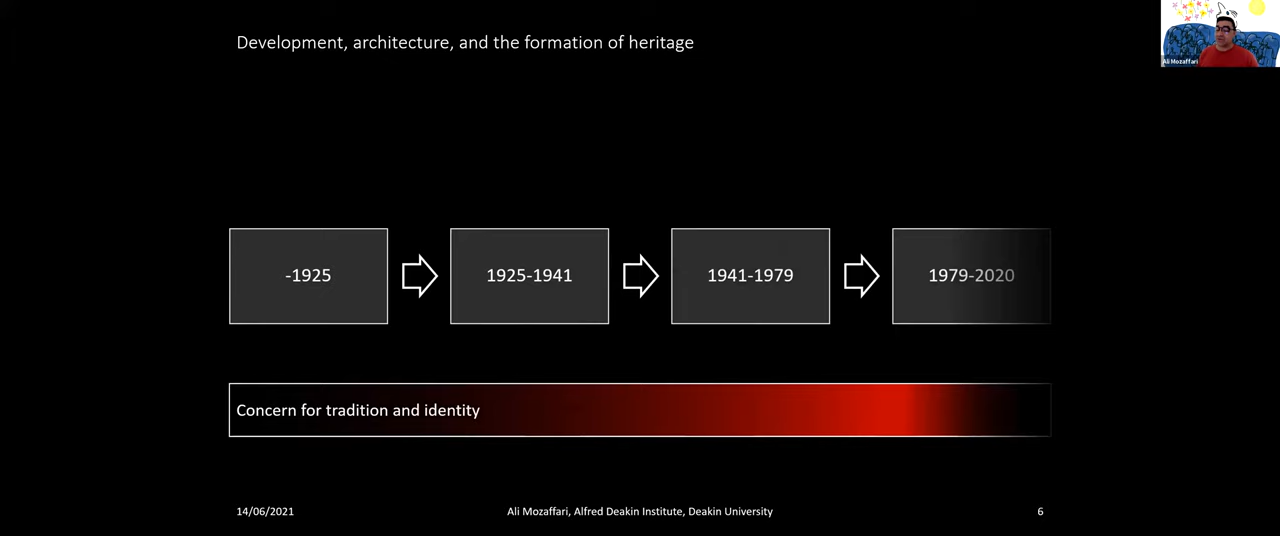 Development, architecture, and the formation of heritage
Ali Mozaffari
-1925
1925-1941
1941-1979
1979-2020
Concern for tradition and identity
14/06/2021
Ali Mozaffari, Alfred Deakin Institute, Deakin University
6